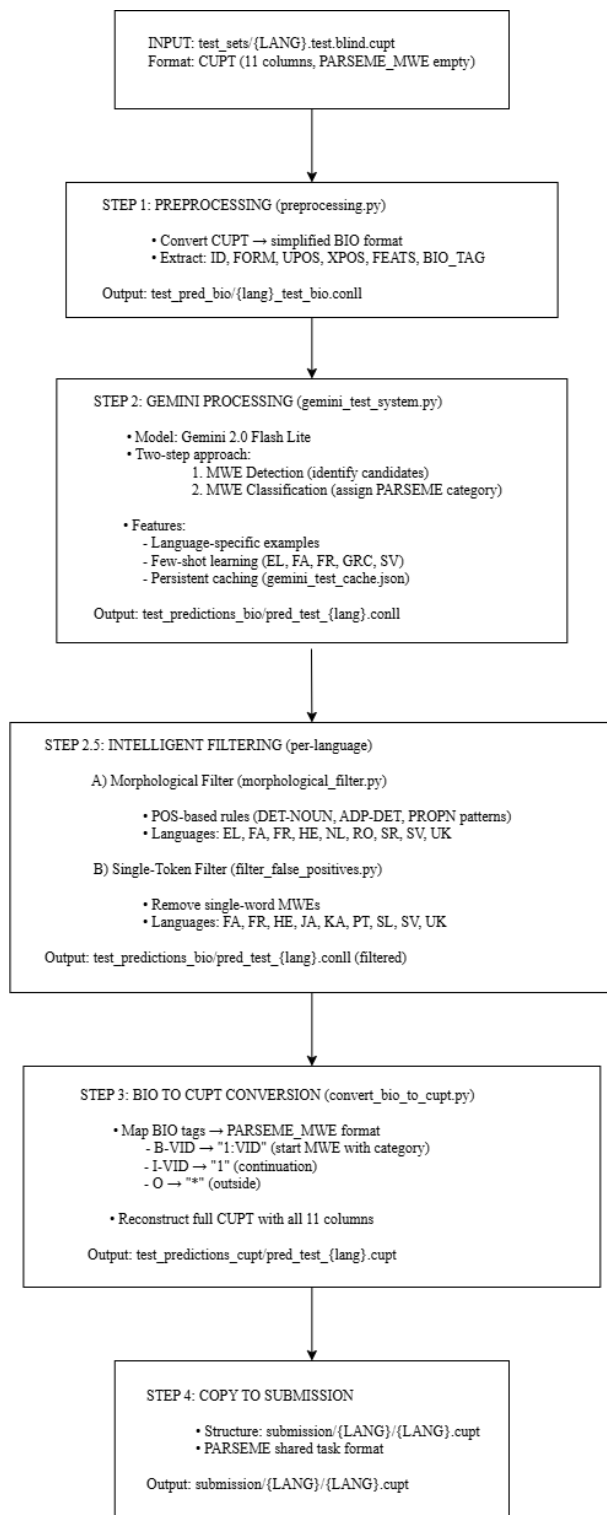 INPUT: test_sets/{LANG}.test.blind.cupt
Format: CUPT (11 columns, PARSEME_MWE empty)
STEP 1: PREPROCESSING (preprocessing.py)
• Convert CUPT → simplified BIO format
• Extract: ID, FORM, UPOS, XPOS, FEATS, BIO_TAG
Output: test_pred_bio/{lang}_test_bio.conll
STEP 2: GEMINI PROCESSING (gemini_test_system.py)
• Model: Gemini 2.0 Flash Lite
• Two-step approach:
1. MWE Detection (identify candidates)
2. MWE Classification (assign PARSEME category)
• Features:
- Language-specific examples
- Few-shot learning (EL, FA, FR, GRC, SV)
- Persistent caching (gemini_test_cache.json)
Output: test_predictions_bio/pred_test_{lang}.conll
STEP 2.5: INTELLIGENT FILTERING (per-language)
A) Morphological Filter (morphological_filter.py)
• POS-based rules (DET-NOUN, ADP-DET, PROPN patterns)
• Languages: EL, FA, FR, HE, NL, RO, SR, SV, UK
B) Single-Token Filter (filter_false_positives.py)
• Remove single-word MWEs
• Languages: FA, FR, HE, JA, KA, PT, SL, SV, UK
Output: test_predictions_bio/pred_test_{lang}.conll (filtered)
STEP 3: BIO TO CUPT CONVERSION (convert_bio_to_cupt.py)
• Map BIO tags → PARSEME_MWE format
- B-VID → "1:VID" (start MWE with category)
- I-VID → "1" (continuation)
- O → "*" (outside)
• Reconstruct full CUPT with all 11 columns
Output: test_predictions_cupt/pred_test_{lang}.cupt
STEP 4: COPY TO SUBMISSION
• Structure: submission/{LANG}/{LANG}.cupt
• PARSEME shared task format
Output: submission/{LANG}/{LANG}.cupt